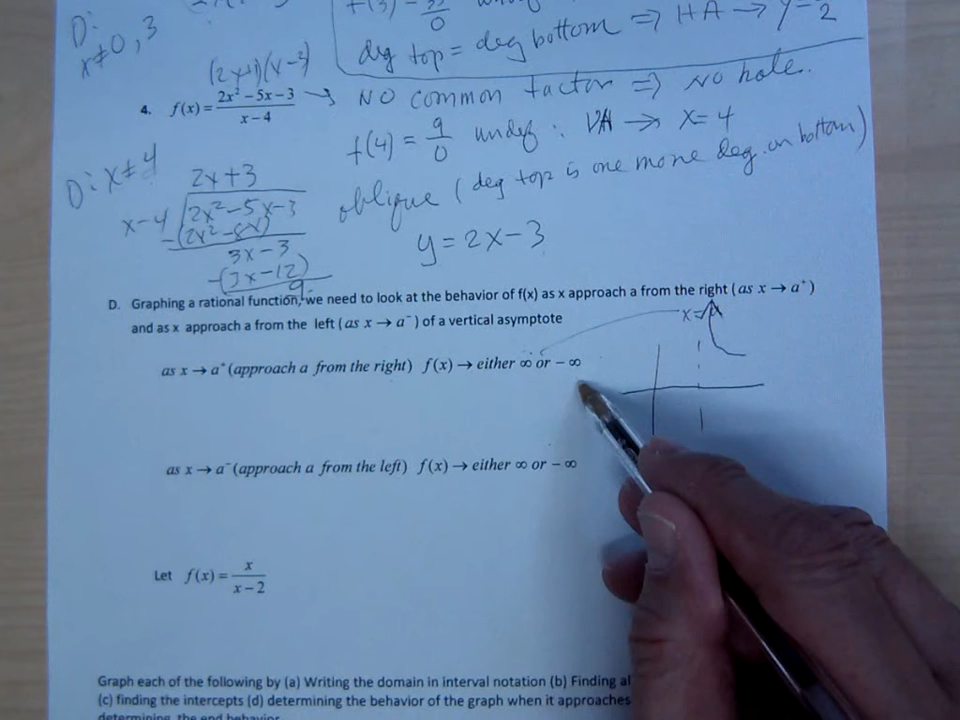 D:
x≠0, 3
f(3) = 
0
deg top = deg bottom ⟹ HA → y=
2
(2x+1)(x-3)
4. f(x) = (2x² − 5x − 3)/(x − 4) → NO common factor ⟹ NO hole.
f(4) = 9/0 undef : VA → x=4
D: x≠4
oblique (deg top is one more deg. on bottom)
2x+3
x-4 2x²-5x-3
-(2x²-8x)
3x-3
-(3x-12)
9
y=2x-3
D. Graphing a rational function, we need to look at the behavior of f(x) as x approach a from the right ( as x → a⁺ )
and as x approach a from the left ( as x → a⁻ ) of a vertical asymptote
x=
as x → a⁺ (approach a from the right) f(x) → either ∞ or − ∞
as x → a⁻ (approach a from the left) f(x) → either ∞ or − ∞
Let f(x) = x/(x − 2)
Graph each of the following by (a) Writing the domain in interval notation (b) Finding al
(c) finding the intercepts (d) determining the behavior of the graph when it approaches
determining the end behavior